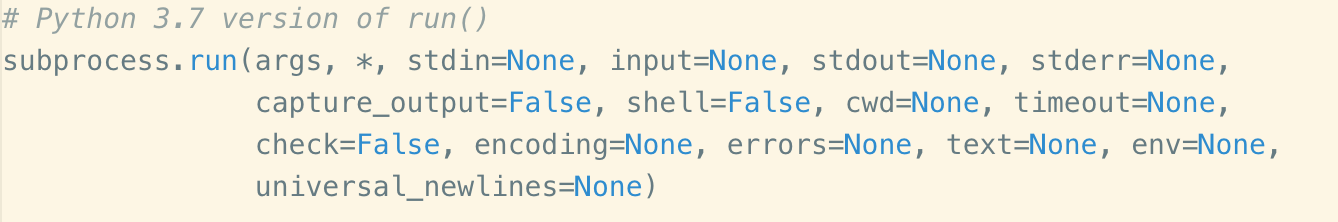 # Python 3.7 version of run()
subprocess.run(args, *, stdin=None, input=None, stdout=None, stderr=None,
               capture_output=False, shell=False, cwd=None, timeout=None,
               check=False, encoding=None, errors=None, text=None, env=None,
               universal_newlines=None)